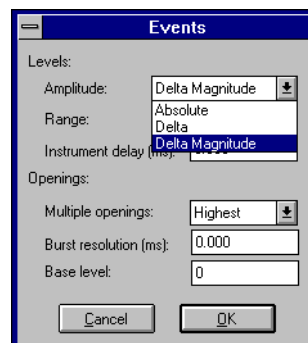 Events
Levels:
Amplitude: Delta Magnitude
Absolute
Range:
Delta
Delta Magnitude
Instrument delay (ms):
Openings:
Multiple openings: Highest
Burst resolution (ms): 0.000
Base level: 0
Cancel OK